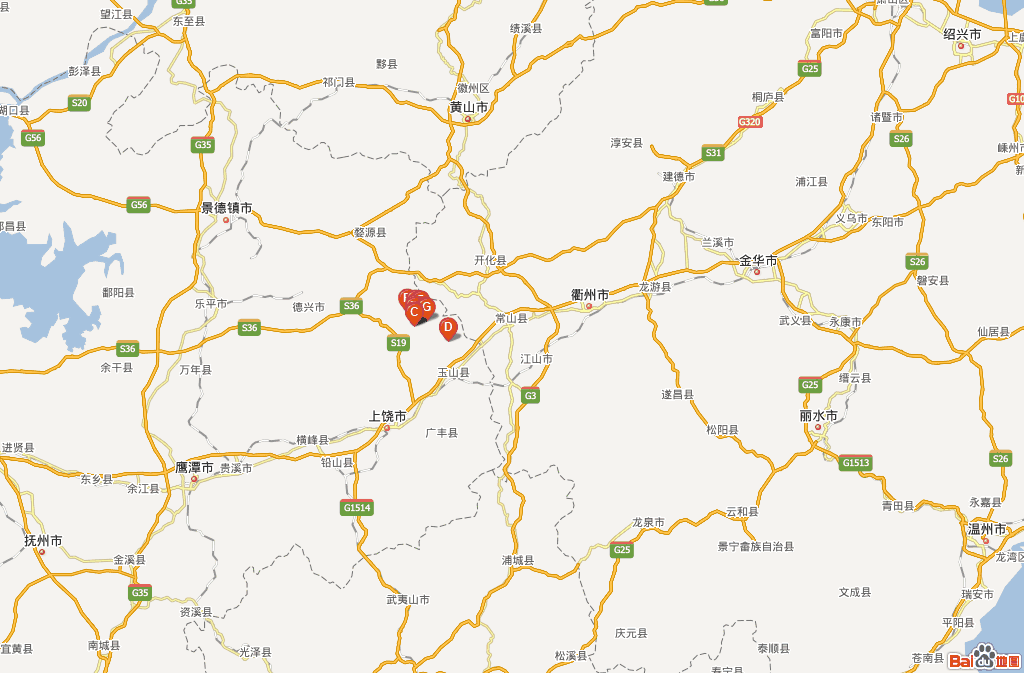 G35
望江县
东至县
绩溪县
萧山区
富阳市
绍兴市
彭泽县
黟县
祁门县
徽州区
G25
桐庐县
S20
湖口县
黄山市
G320
诸暨市
G56
G35
淳安县
S31
S26
嵊州市
建德市
浦江县
G56
景德镇市
婺源县
义乌市
东阳市
兰溪市
开化县
金华市
S26
磐安县
鄱阳县
乐平市
德兴市
S36
衢州市
龙游县
G
C
D
常山县
武义县
永康市
仙居县
S36
S36
S19
余干县
万年县
玉山县
江山市
G3
遂昌县
G25
缙云县
上饶市
丽水市
广丰县
横峰县
松阳县
进贤县
鹰潭市
贵溪市
铅山县
G1513
S26
东乡县
余江县
G1514
青田县
永嘉县
云和县
龙泉市
温州市
抚州市
G25
景宁畲族自治县
金溪县
浦城县
龙湾区
G35
武夷山市
文成县
瑞安市
资溪县
平阳县
宜黄县
南城县
光泽县
松溪县
庆元县
泰顺县
苍南县
寿宁县
Bai du 地图